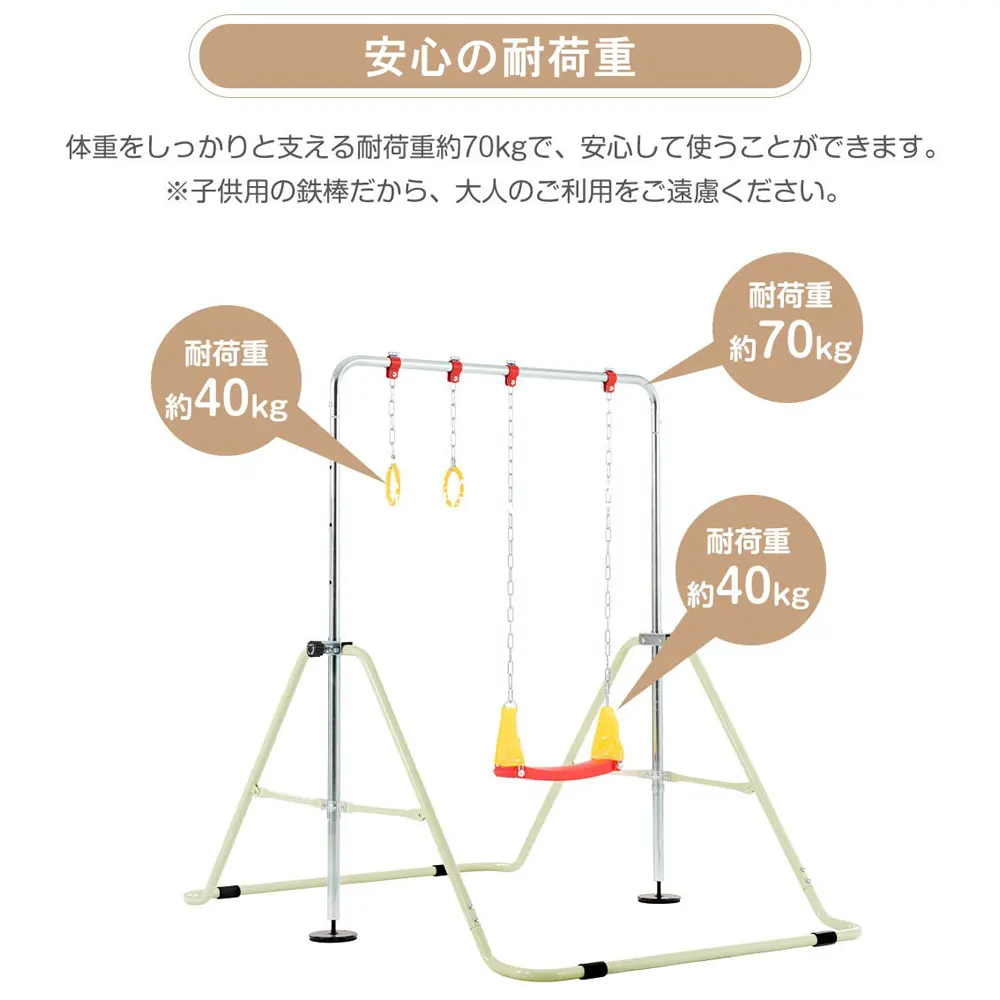 安心の耐荷重
体重をしっかりと支える耐荷重約70kgで、安心して使うことができます。
※子供用の鉄棒だから、大人のご利用をご遠慮ください。
耐荷重
約70kg
耐荷重
約40kg
耐荷重
約40kg